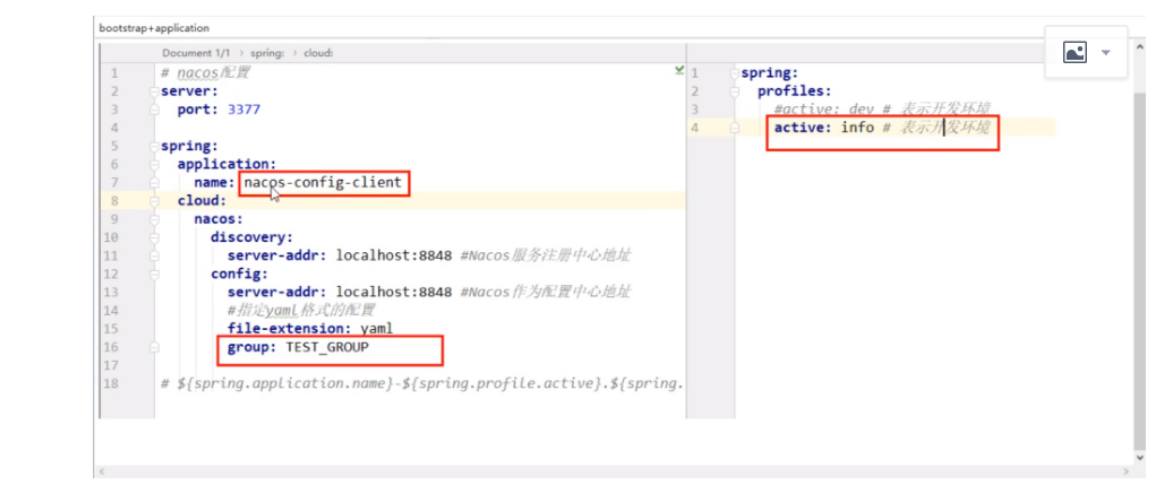 bootstrap+application
Document 1/1 › spring: › cloud:
1 # nacos配置
2 server:
3 port: 3377
4
5 spring:
6 application:
7 name: nacos-config-client
8 cloud:
9 nacos:
10 discovery:
11 server-addr: localhost:8848 #Nacos服务注册中心地址
12 config:
13 server-addr: localhost:8848 #Nacos作为配置中心地址
14 #指定yaml格式的配置
15 file-extension: yaml
16 group: TEST_GROUP
17
18 # ${spring.application.name}-${spring.profile.active}.${spring.
1 spring:
2 profiles:
3 #active: dev # 表示开发环境
4 active: info # 表示开发环境